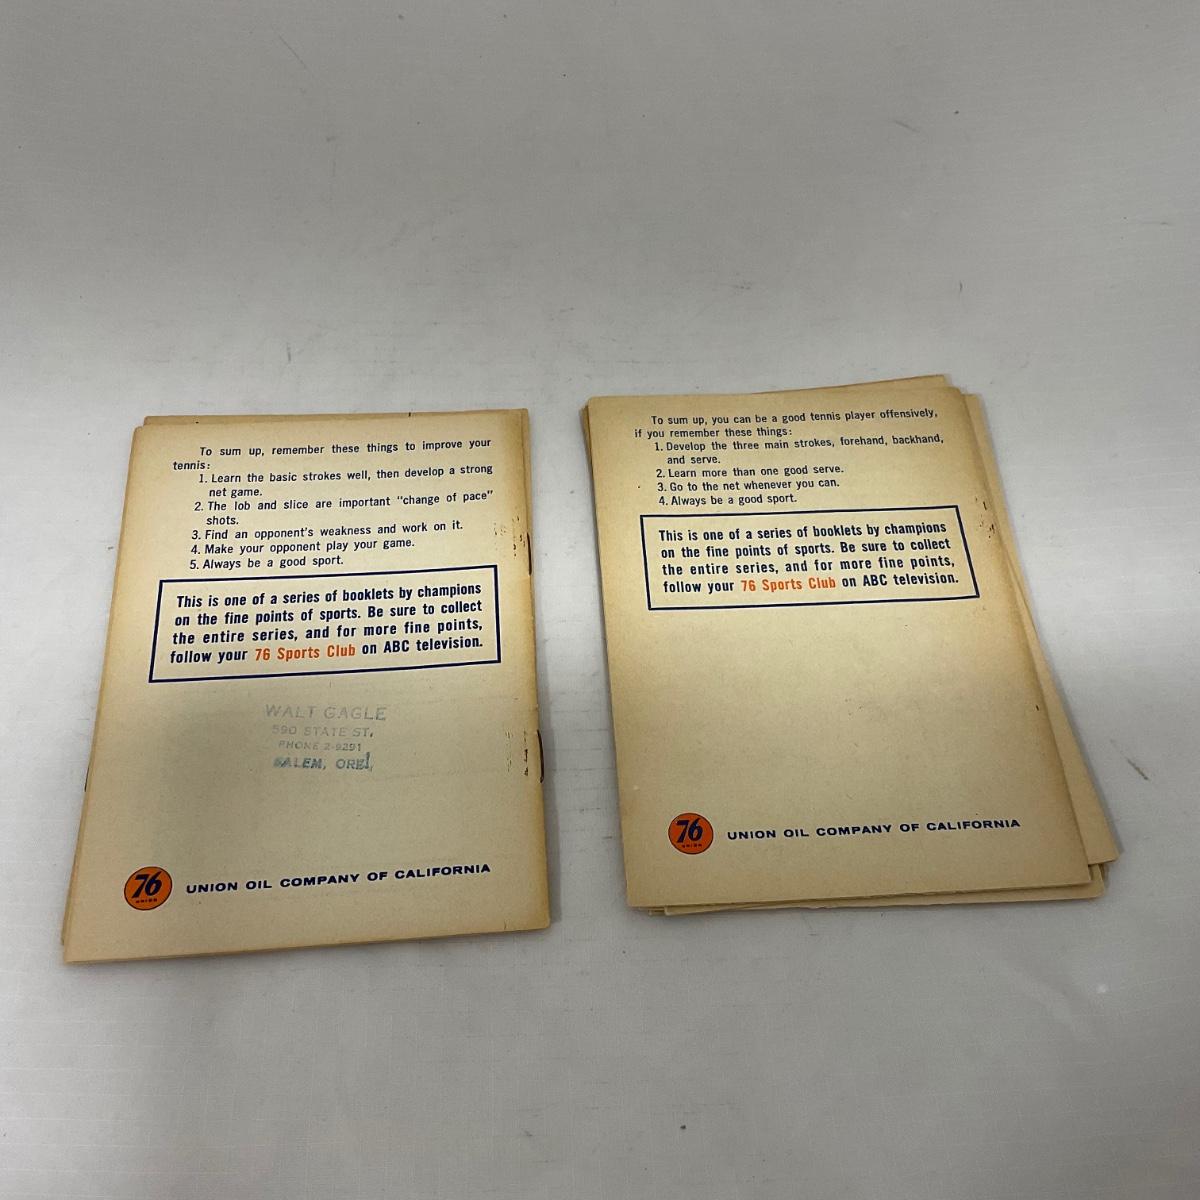 To sum up, remember these things to improve your
tennis:
1. Learn the basic strokes well, then develop a strong
net game.
2. The lob and slice are important "change of pace"
shots.
3. Find an opponent's weakness and work on it.
4. Make your opponent play your game.
5. Always be a good sport.
This is one of a series of booklets by champions
on the fine points of sports. Be sure to collect
the entire series, and for more fine points,
follow your 76 Sports Club on ABC television.
WALT GAGLE
590 STATE ST.
PHONE 2-9291
SALEM, ORE.
76
UNION
UNION OIL COMPANY OF CALIFORNIA
To sum up, you can be a good tennis player offensively,
if you remember these things:
1. Develop the three main strokes, forehand, backhand,
and serve.
2. Learn more than one good serve.
3. Go to the net whenever you can.
4. Always be a good sport.
This is one of a series of booklets by champions
on the fine points of sports. Be sure to collect
the entire series, and for more fine points,
follow your 76 Sports Club on ABC television.
76
UNION
UNION OIL COMPANY OF CALIFORNIA